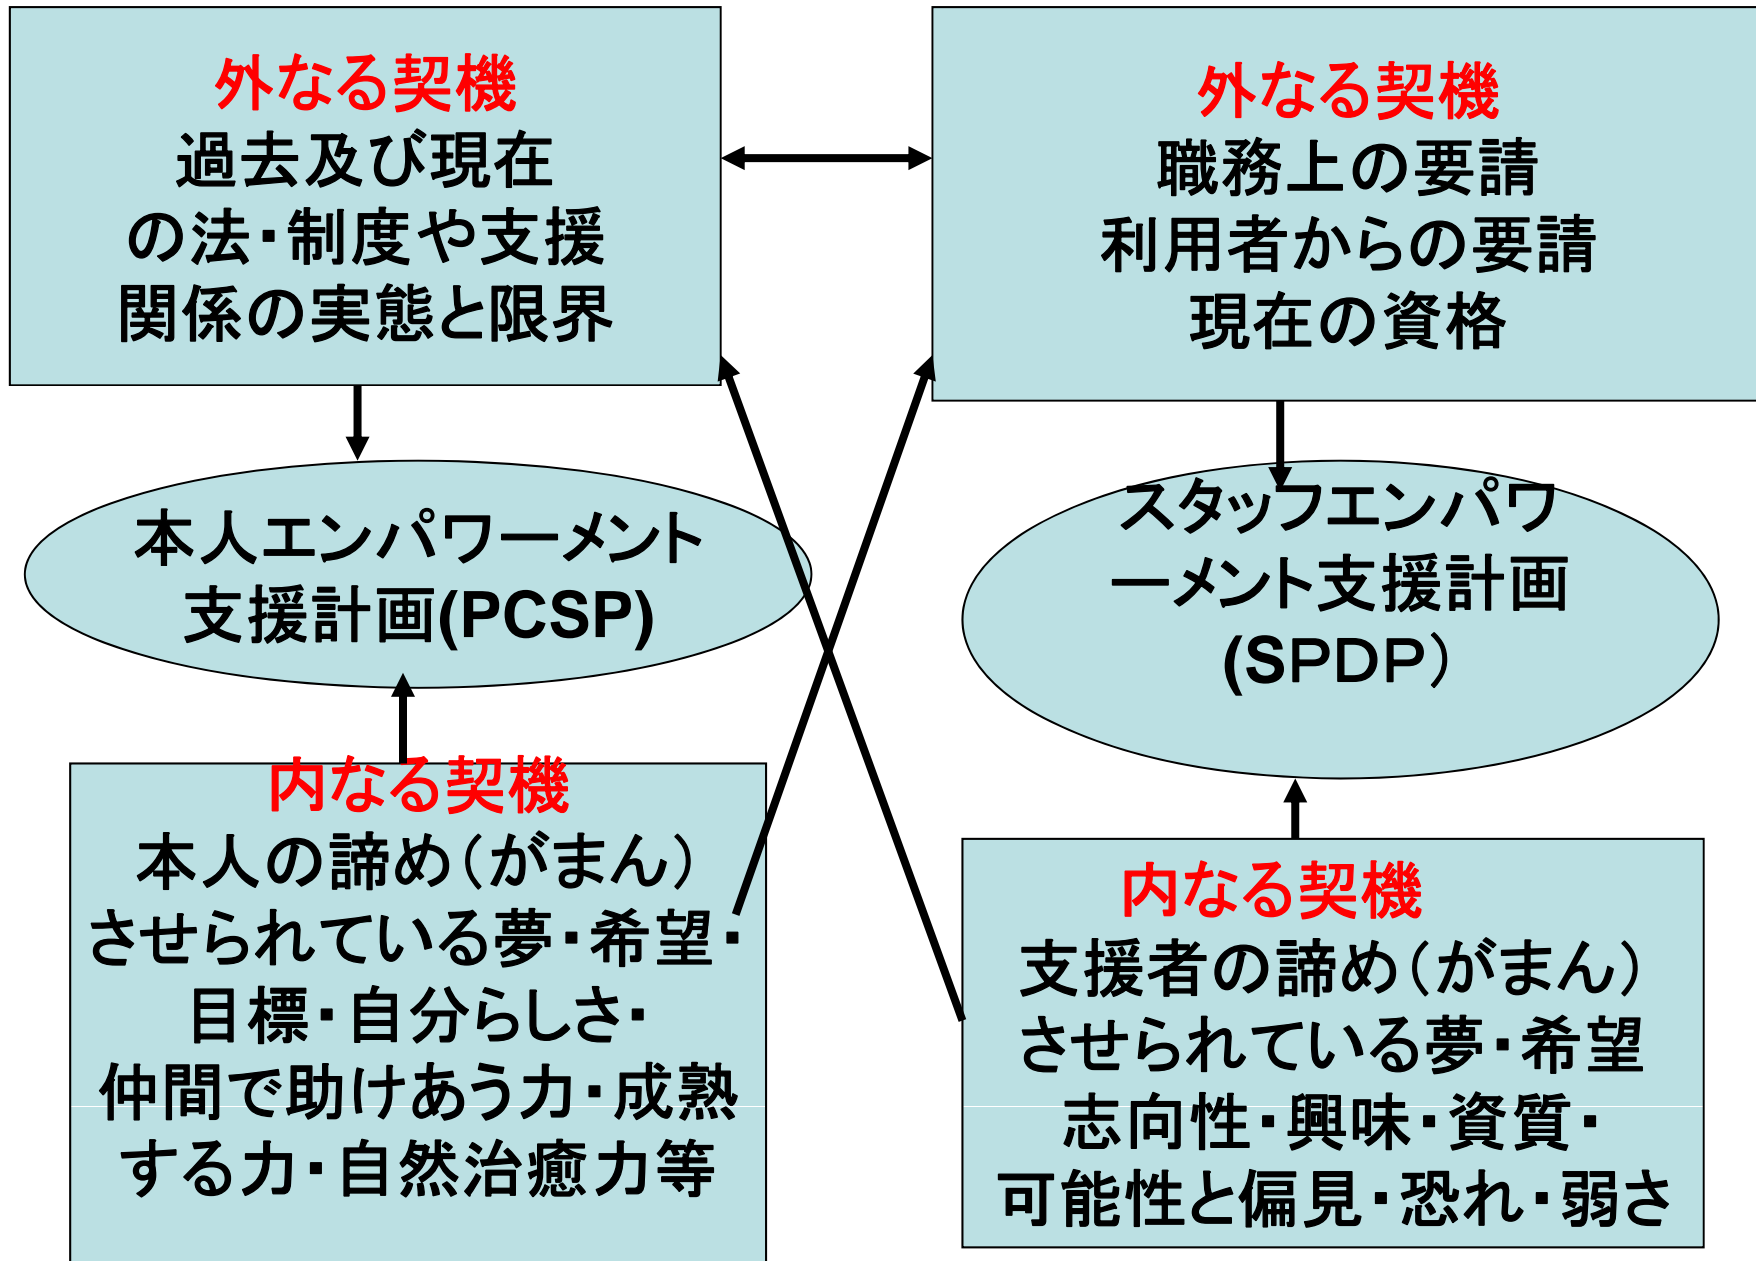 外なる契機
過去及び現在
の法・制度や支援
関係の実態と限界
外なる契機
職務上の要請
利用者からの要請
現在の資格
本人エンパワーメント
支援計画(PCSP)
スタッフエンパワ
ーメント支援計画
(SPDP）
内なる契機
本人の諦め（がまん）
させられている夢・希望・
目標・自分らしさ・
仲間で助けあう力・成熟
する力・自然治癒力等
内なる契機
支援者の諦め（がまん）
させられている夢・希望
志向性・興味・資質・
可能性と偏見・恐れ・弱さ